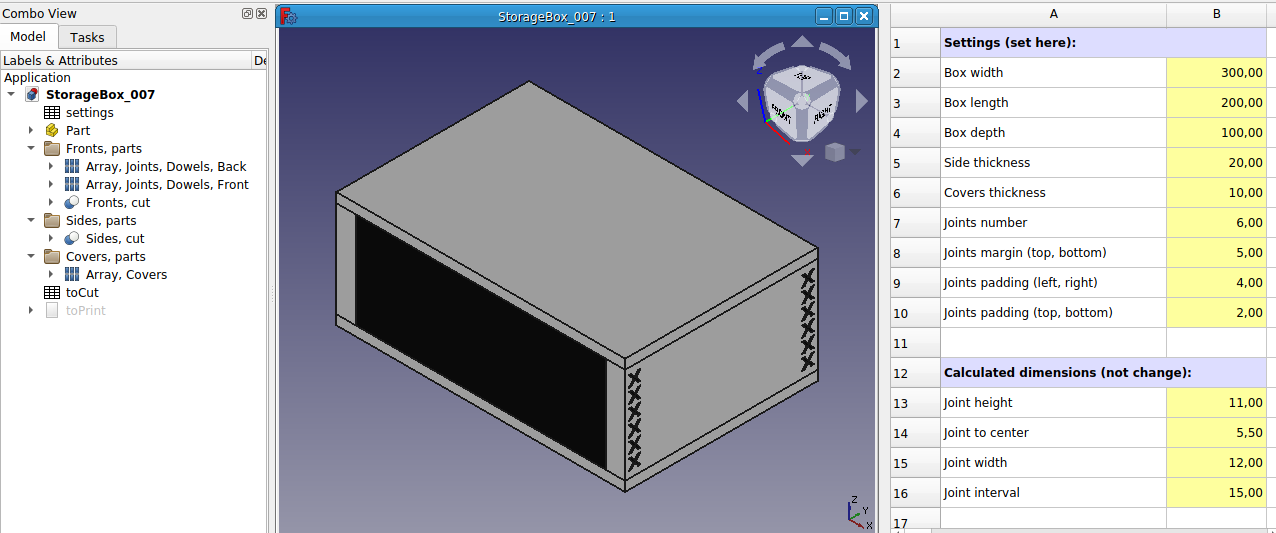 Combo View
Model
Tasks
Labels & Attributes
De
Application
StorageBox_007
settings
Part
Fronts, parts
Array, Joints, Dowels, Back
Array, Joints, Dowels, Front
Fronts, cut
Sides, parts
Sides, cut
Covers, parts
Array, Covers
toCut
toPrint
StorageBox_007 : 1
FRONT
RIGHT
Z
Z
Y
X
A B
1 Settings (set here):
2 Box width 300,00
3 Box length 200,00
4 Box depth 100,00
5 Side thickness 20,00
6 Covers thickness 10,00
7 Joints number 6,00
8 Joints margin (top, bottom) 5,00
9 Joints padding (left, right) 4,00
10 Joints padding (top, bottom) 2,00
11
12 Calculated dimensions (not change):
13 Joint height 11,00
14 Joint to center 5,50
15 Joint width 12,00
16 Joint interval 15,00
17